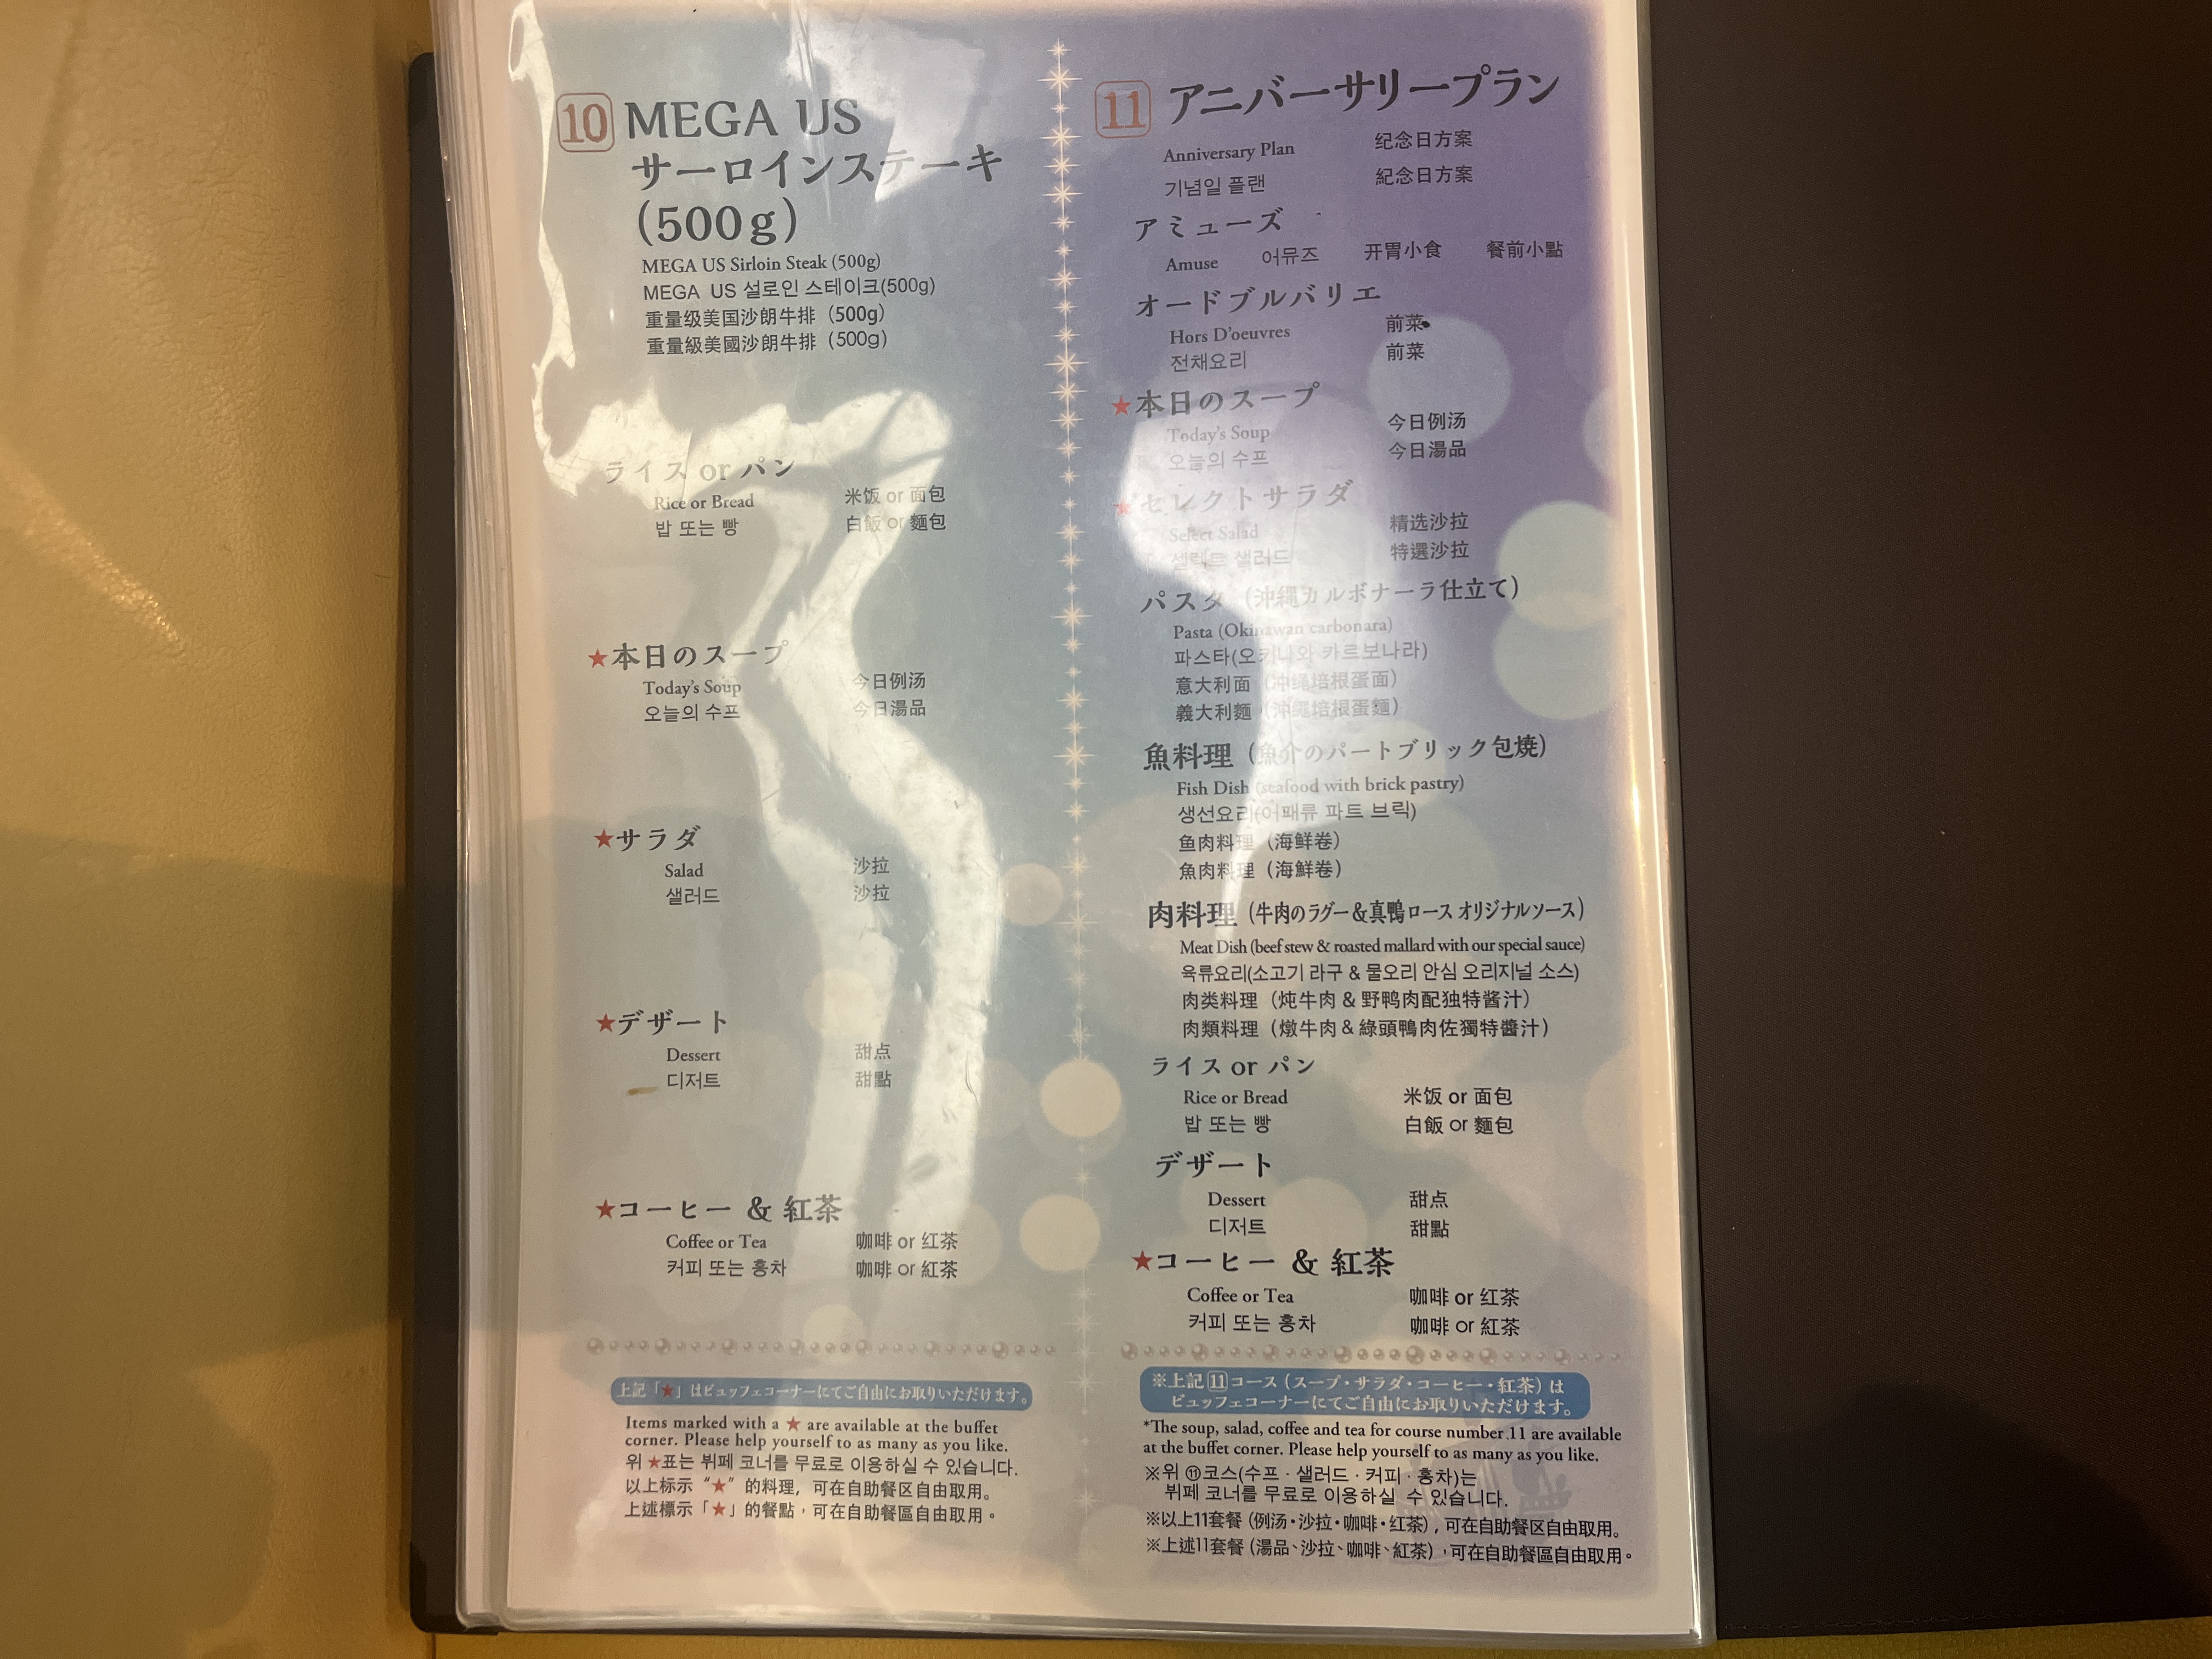 10 MEGA US
サーロインステーキ
(500g)
MEGA US Sirloin Steak (500g)
MEGA US 설로인 스테이크(500g)
重量级美国沙朗牛排（500g）
重量級美國沙朗牛排（500g）
ライス or パン
Rice or Bread 米饭 or 面包
밥 또는 빵 白飯 or 麵包
★本日のスープ
Today's Soup 今日例汤
오늘의 수프 今日湯品
★サラダ
Salad 沙拉
샐러드 沙拉
★デザート
Dessert 甜点
디저트 甜點
★コーヒー & 紅茶
Coffee or Tea 咖啡 or 红茶
커피 또는 홍차 咖啡 or 紅茶
上記「★」はビュッフェコーナーにてご自由にお取りいただけます。
Items marked with a ★ are available at the buffet
corner. Please help yourself to as many as you like.
위 ★표는 뷔페 코너를 무료로 이용하실 수 있습니다.
以上标示“★”的料理，可在自助餐区自由取用。
上述標示「★」的餐點，可在自助餐區自由取用。
11 アニバーサリープラン
Anniversary Plan 纪念日方案
기념일 플랜 紀念日方案
アミューズ
Amuse 어뮤즈 开胃小食 餐前小點
オードブルバリエ
Hors D'oeuvres 前菜
전채요리 前菜
★本日のスープ
Today's Soup 今日例汤
오늘의 수프 今日湯品
★セレクトサラダ
Select Salad 精选沙拉
셀렉트 샐러드 特選沙拉
パスタ（沖縄カルボナーラ仕立て）
Pasta (Okinawan carbonara)
파스타(오키나와 카르보나라)
意大利面（冲绳培根蛋面）
義大利麵（沖繩培根蛋麵）
魚料理（魚介のパートブリック包焼）
Fish Dish (seafood with brick pastry)
생선요리(어패류 파트 브릭)
鱼肉料理（海鲜卷）
魚肉料理（海鮮卷）
肉料理（牛肉のラグー&真鴨ロース オリジナルソース）
Meat Dish (beef stew & roasted mallard with our special sauce)
육류요리(소고기 라구 & 물오리 안심 오리지널 소스)
肉类料理（炖牛肉 & 野鸭肉配独特酱汁）
肉類料理（燉牛肉 & 綠頭鴨肉佐獨特醬汁）
ライス or パン
Rice or Bread 米饭 or 面包
밥 또는 빵 白飯 or 麵包
デザート
Dessert 甜点
디저트 甜點
★コーヒー & 紅茶
Coffee or Tea 咖啡 or 红茶
커피 또는 홍차 咖啡 or 紅茶
※上記11コース（スープ・サラダ・コーヒー・紅茶）は
ビュッフェコーナーにてご自由にお取りいただけます。
*The soup, salad, coffee and tea for course number.11 are available
at the buffet corner. Please help yourself to as many as you like.
※위 ⑪코스(수프 · 샐러드 · 커피 · 홍차)는
뷔페 코너를 무료로 이용하실 수 있습니다.
※以上11套餐（例汤・沙拉・咖啡・红茶），可在自助餐区自由取用。
※上述11套餐（湯品、沙拉、咖啡、紅茶），可在自助餐區自由取用。